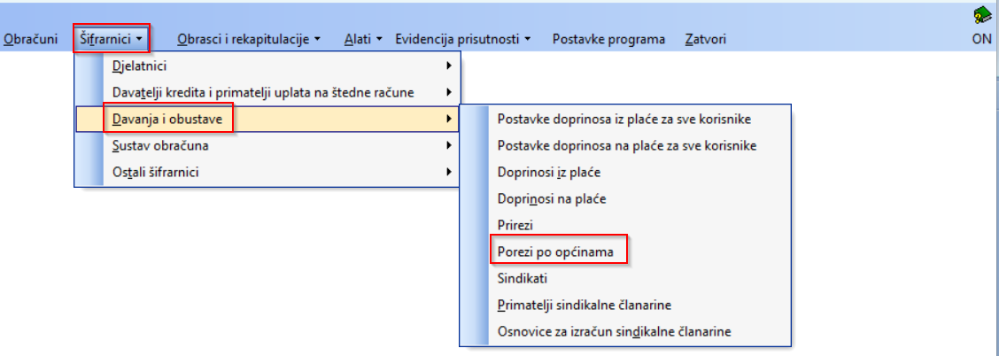 Obračuni Šifrarnici Obrasci i rekapitulacije Alati Evidencija prisutnosti Postavke programa Zatvori ON
Djelatnici
Davatelji kredita i primatelji uplata na štedne račune
Davanja i obustave
Sustav obračuna
Ostali šifrarnici
Postavke doprinosa iz plaće za sve korisnike
Postavke doprinosa na plaće za sve korisnike
Doprinosi iz plaće
Doprinosi na plaće
Prirezi
Porezi po općinama
Sindikati
Primatelji sindikalne članarine
Osnovice za izračun sindikalne članarine